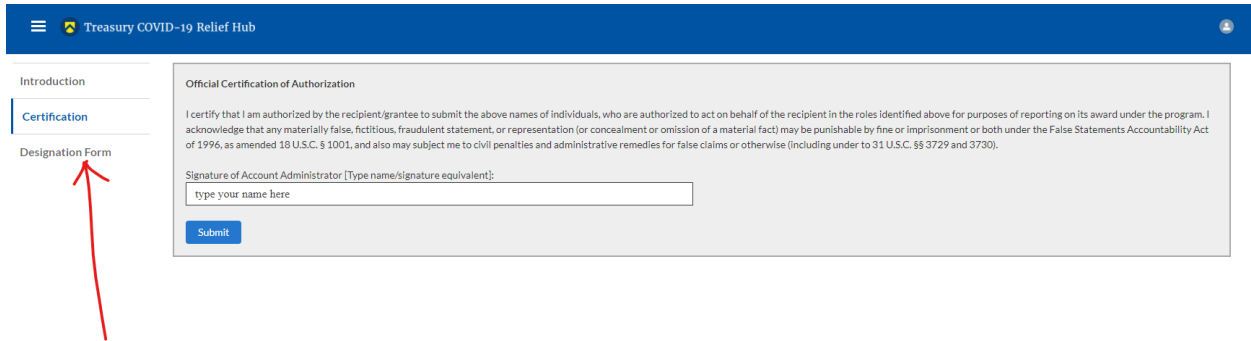 Treasury COVID-19 Relief Hub
Introduction
Certification
Designation Form
Official Certification of Authorization
I certify that I am authorized by the recipient/grantee to submit the above names of individuals, who are authorized to act on behalf of the recipient in the roles identified above for purposes of reporting on its award under the program. I
acknowledge that any materially false, fictitious, fraudulent statement, or representation (or concealment or omission of a material fact) may be punishable by fine or imprisonment or both under the False Statements Accountability Act
of 1996, as amended 18 U.S.C. § 1001, and also may subject me to civil penalties and administrative remedies for false claims or otherwise (including under to 31 U.S.C. §§ 3729 and 3730).
Signature of Account Administrator [Type name/signature equivalent]:
type your name here
Submit